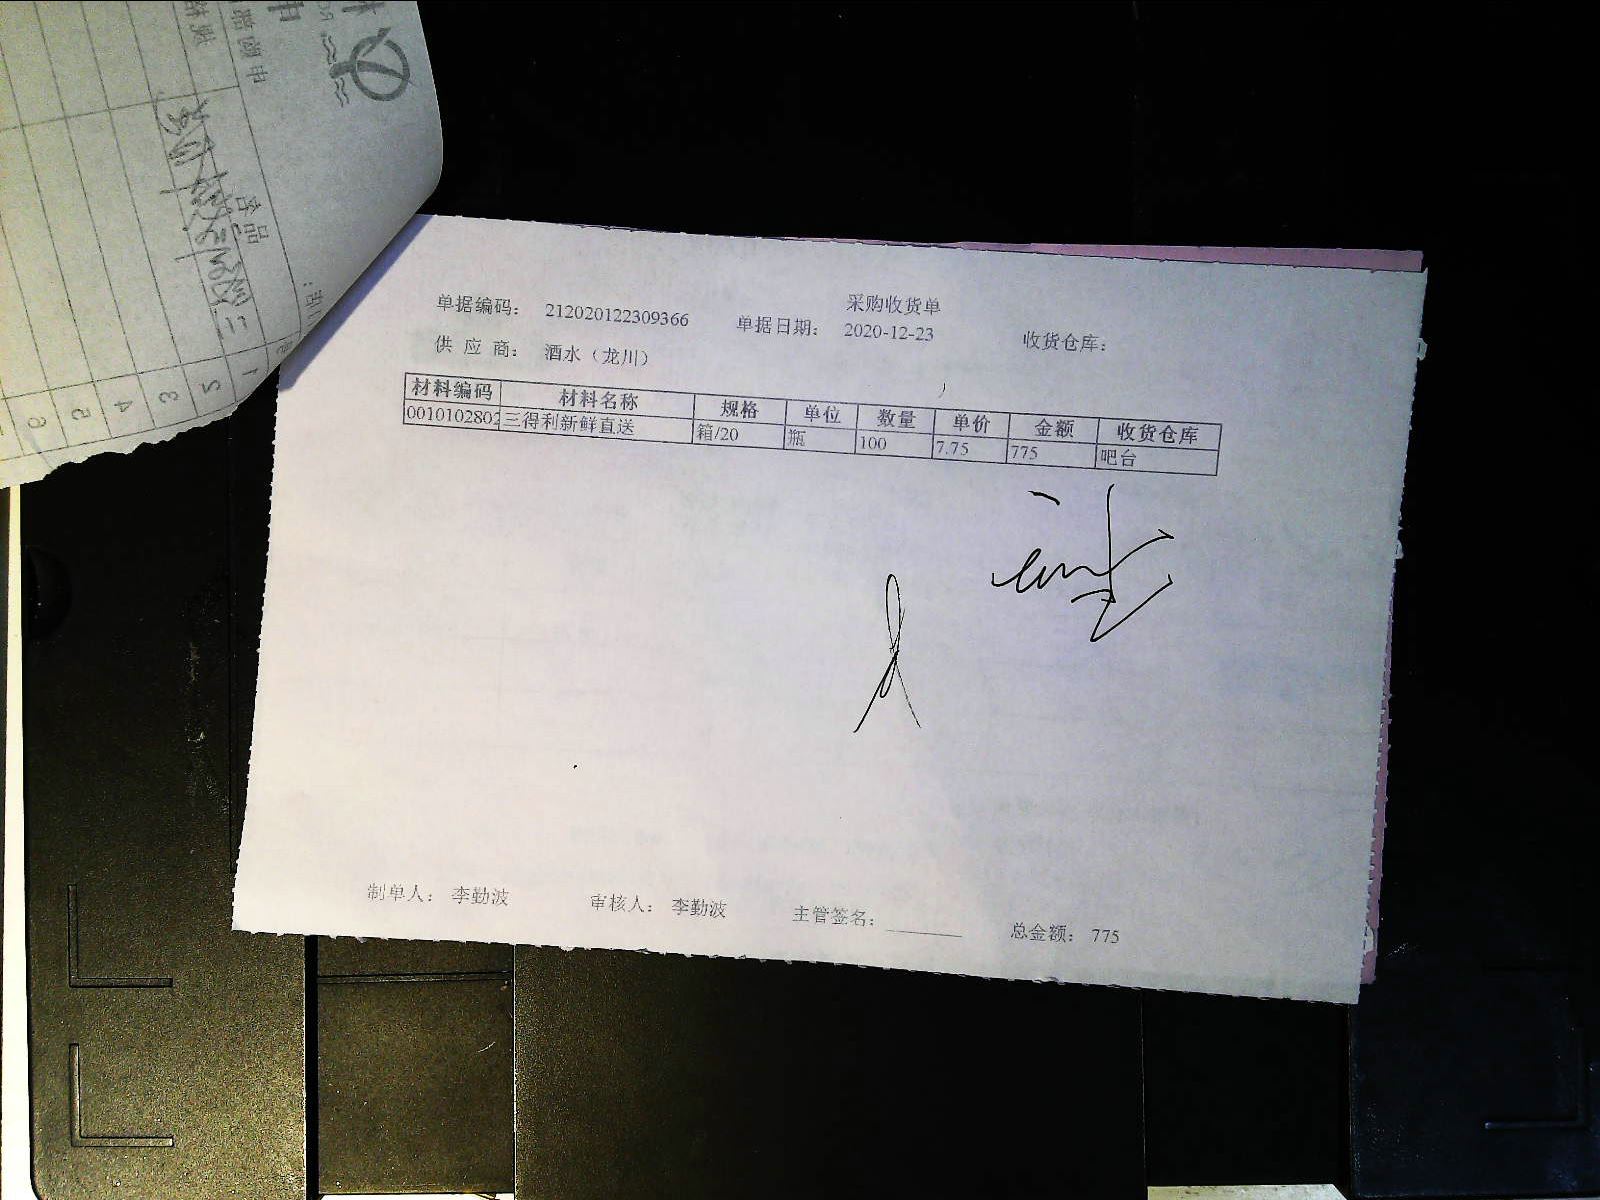 采购收货单
单据编码： 212020122309366 单据日期： 2020-12-23 收货仓库：
供 应 商： 酒水（龙川）
材料编码 材料名称 规格 单位 数量 单价 金额 收货仓库
0010102802 三得利新鲜直送 箱/20 瓶 100 7.75 775 吧台
制单人： 李勤波 审核人： 李勤波 主管签名： 总金额： 775